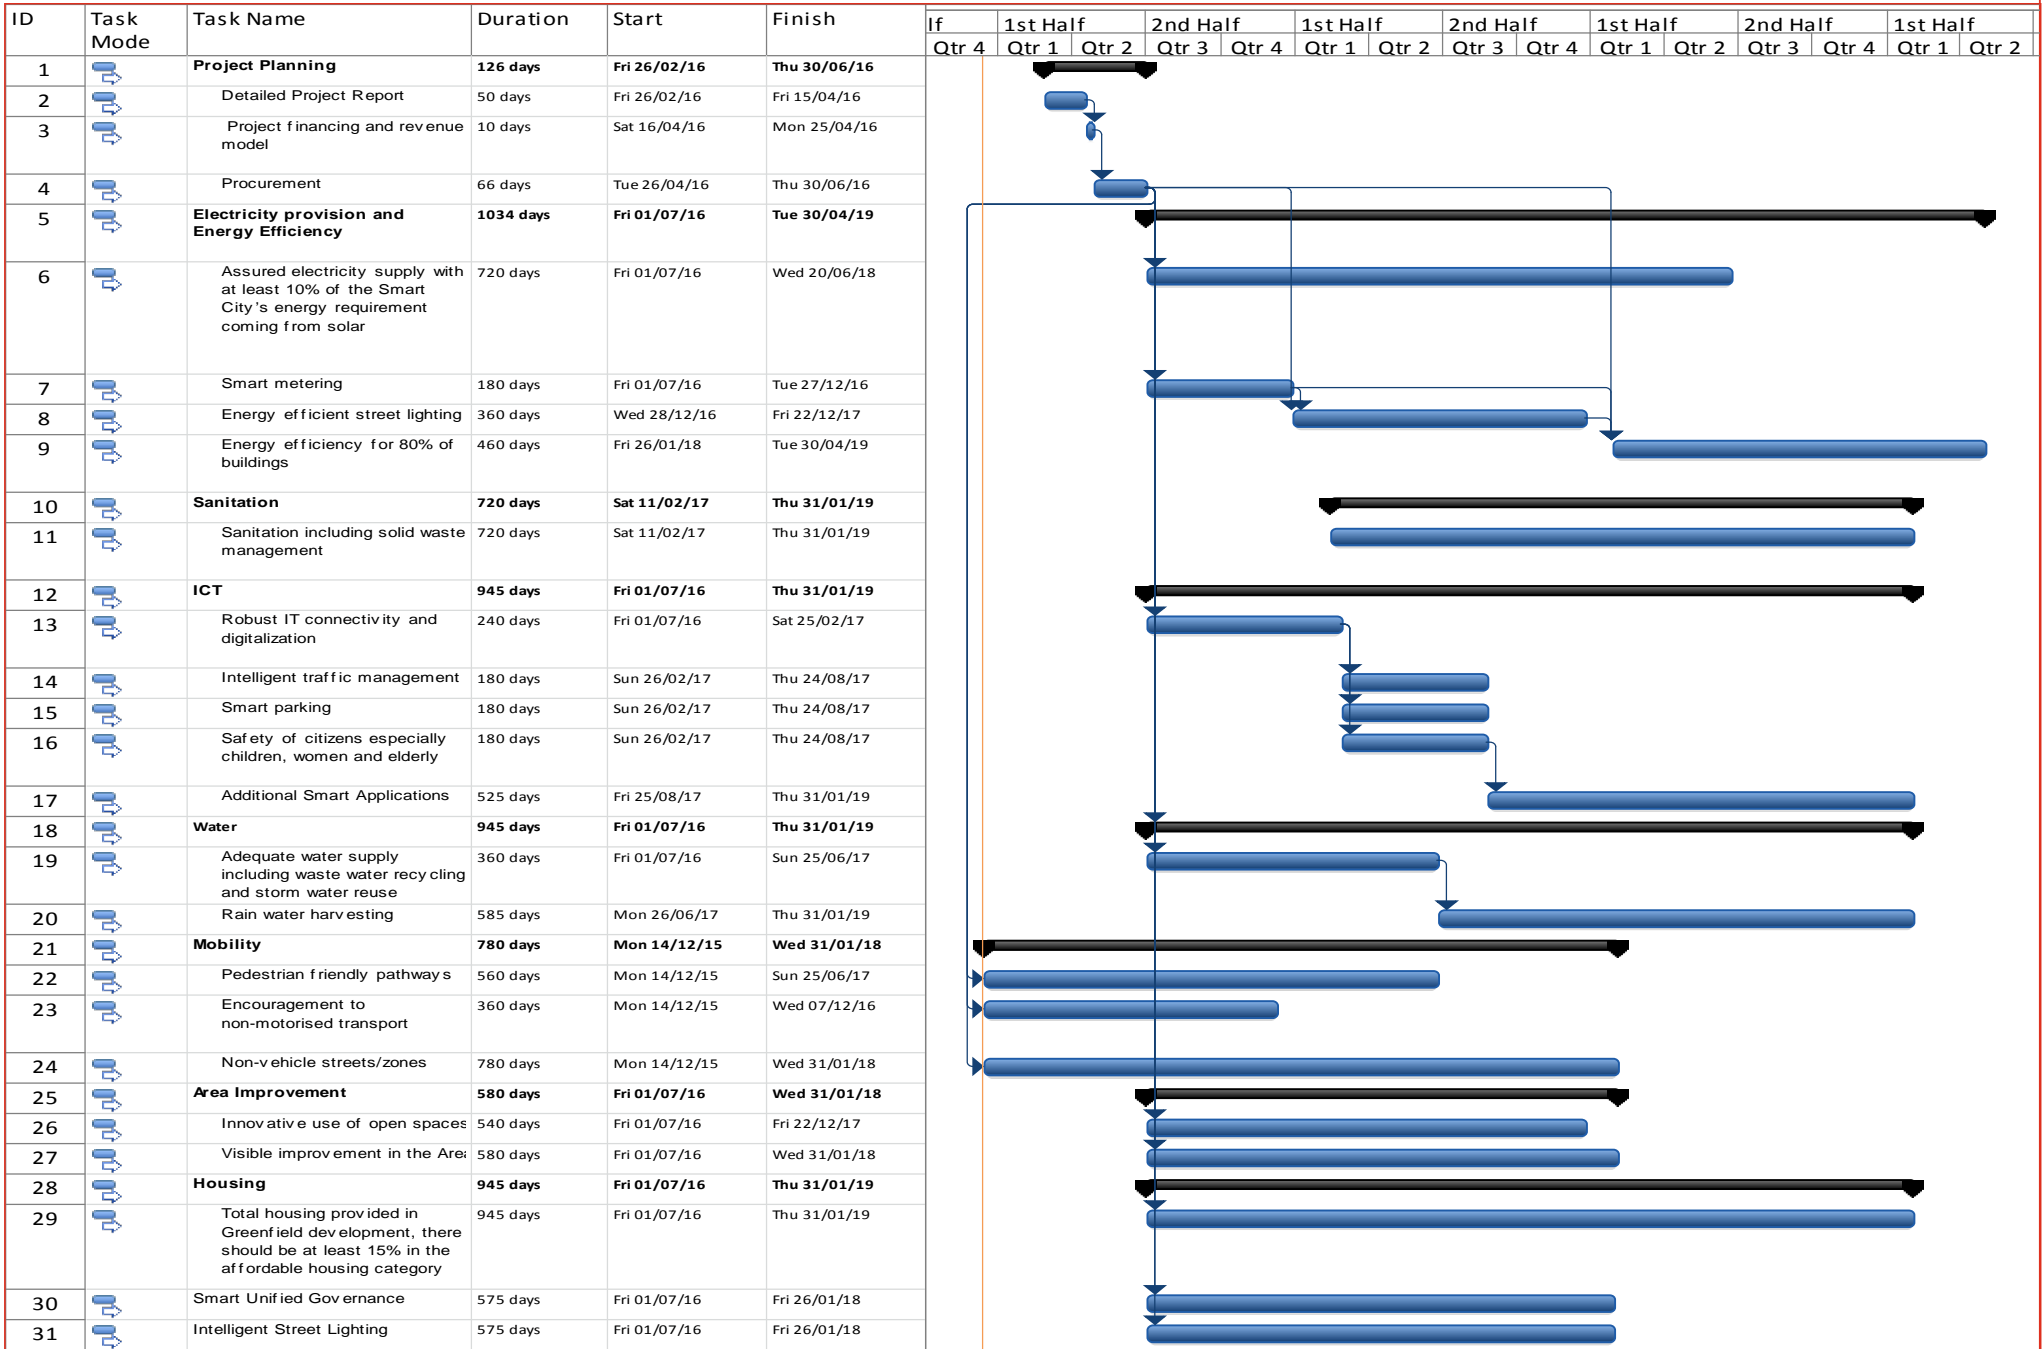 ID Task Mode Task Name Duration Start Finish
lf 1st Half 2nd Half 1st Half 2nd Half 1st Half 2nd Half 1st Half
Qtr 4 Qtr 1 Qtr 2 Qtr 3 Qtr 4 Qtr 1 Qtr 2 Qtr 3 Qtr 4 Qtr 1 Qtr 2 Qtr 3 Qtr 4 Qtr 1 Qtr 2
1 Project Planning 126 days Fri 26/02/16 Thu 30/06/16
2 Detailed Project Report 50 days Fri 26/02/16 Fri 15/04/16
3 Project financing and revenue 10 days Sat 16/04/16 Mon 25/04/16
model
4 Procurement 66 days Tue 26/04/16 Thu 30/06/16
5 Electricity provision and 1034 days Fri 01/07/16 Tue 30/04/19
Energy Efficiency
6 Assured electricity supply with 720 days Fri 01/07/16 Wed 20/06/18
at least 10% of the Smart
City's energy requirement
coming from solar
7 Smart metering 180 days Fri 01/07/16 Tue 27/12/16
8 Energy efficient street lighting 360 days Wed 28/12/16 Fri 22/12/17
9 Energy efficiency for 80% of 460 days Fri 26/01/18 Tue 30/04/19
buildings
10 Sanitation 720 days Sat 11/02/17 Thu 31/01/19
11 Sanitation including solid waste 720 days Sat 11/02/17 Thu 31/01/19
management
12 ICT 945 days Fri 01/07/16 Thu 31/01/19
13 Robust IT connectivity and 240 days Fri 01/07/16 Sat 25/02/17
digitalization
14 Intelligent traffic management 180 days Sun 26/02/17 Thu 24/08/17
15 Smart parking 180 days Sun 26/02/17 Thu 24/08/17
16 Safety of citizens especially 180 days Sun 26/02/17 Thu 24/08/17
children, women and elderly
17 Additional Smart Applications 525 days Fri 25/08/17 Thu 31/01/19
18 Water 945 days Fri 01/07/16 Thu 31/01/19
19 Adequate water supply 360 days Fri 01/07/16 Sun 25/06/17
including waste water recycling
and storm water reuse
20 Rain water harvesting 585 days Mon 26/06/17 Thu 31/01/19
21 Mobility 780 days Mon 14/12/15 Wed 31/01/18
22 Pedestrian friendly pathways 560 days Mon 14/12/15 Sun 25/06/17
23 Encouragement to 360 days Mon 14/12/15 Wed 07/12/16
non-motorised transport
24 Non-vehicle streets/zones 780 days Mon 14/12/15 Wed 31/01/18
25 Area Improvement 580 days Fri 01/07/16 Wed 31/01/18
26 Innovative use of open spaces 540 days Fri 01/07/16 Fri 22/12/17
27 Visible improvement in the Area 580 days Fri 01/07/16 Wed 31/01/18
28 Housing 945 days Fri 01/07/16 Thu 31/01/19
29 Total housing provided in 945 days Fri 01/07/16 Thu 31/01/19
Greenfield development, there
should be at least 15% in the
affordable housing category
30 Smart Unified Governance 575 days Fri 01/07/16 Fri 26/01/18
31 Intelligent Street Lighting 575 days Fri 01/07/16 Fri 26/01/18